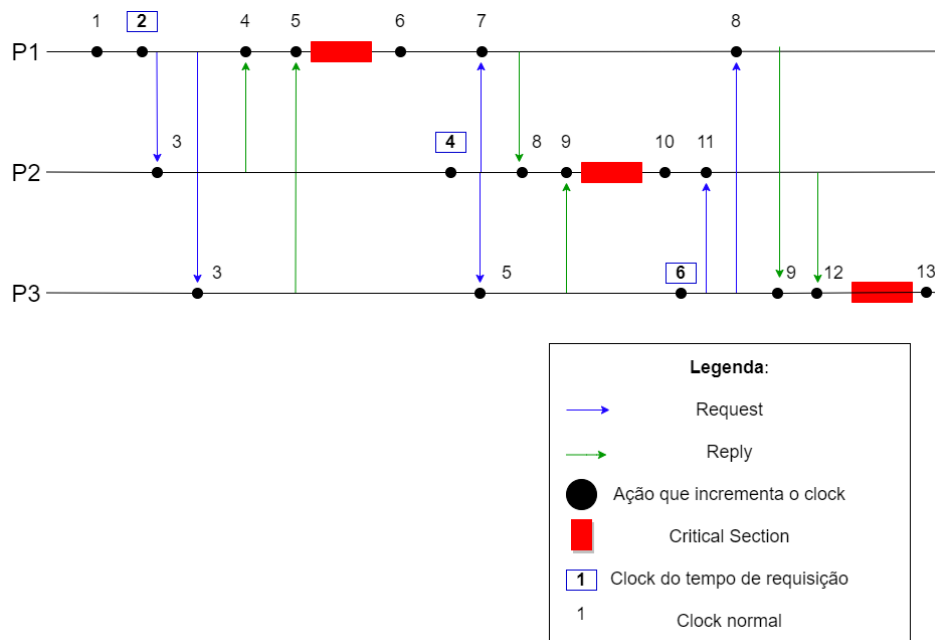 1 2 4 5 6 7 8
P1
3 4 8 9 10 11
P2
3 5 6 9 12 13
P3
Legenda:
Request
Reply
Ação que incrementa o clock
Critical Section
1 Clock do tempo de requisição
1 Clock normal